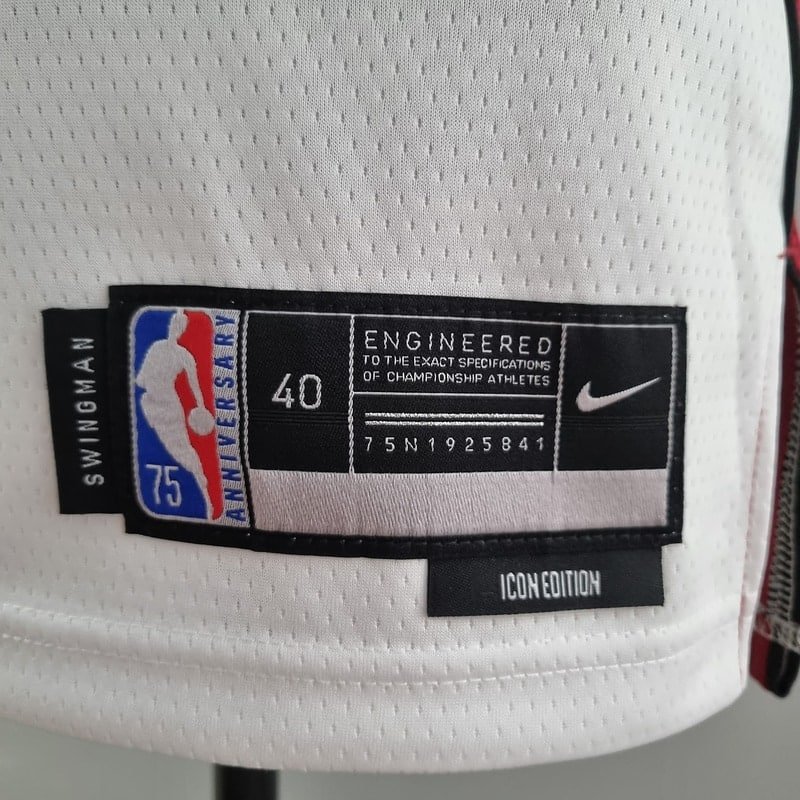 SWINGMAN
75
ANNIVERSARY
40
ENGINEERED
TO THE EXACT SPECIFICATIONS
OF CHAMPIONSHIP ATHLETES
75N1925841
ICON EDITION